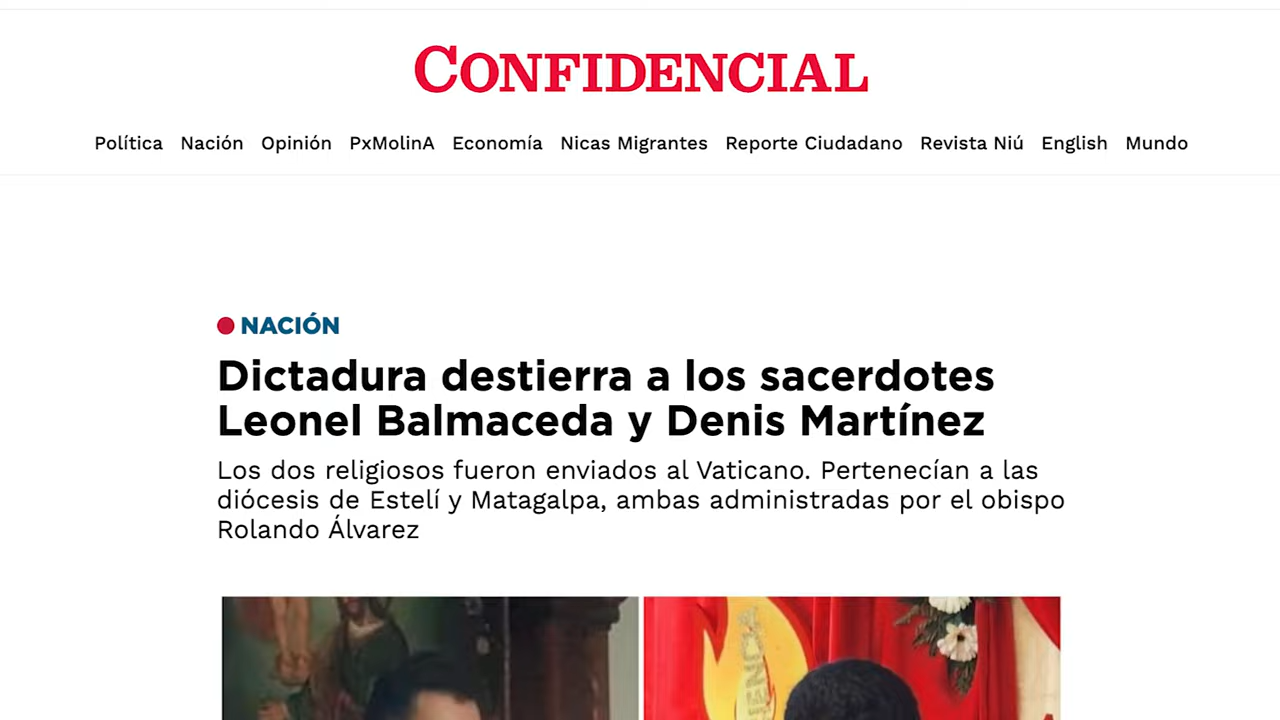 CONFIDENCIAL
Política Nación Opinión PxMolinA Economía Nicas Migrantes Reporte Ciudadano Revista Niú English Mundo
NACIÓN
Dictadura destierra a los sacerdotes
Leonel Balmaceda y Denis Martínez
Los dos religiosos fueron enviados al Vaticano. Pertenecían a las
diócesis de Estelí y Matagalpa, ambas administradas por el obispo
Rolando Álvarez